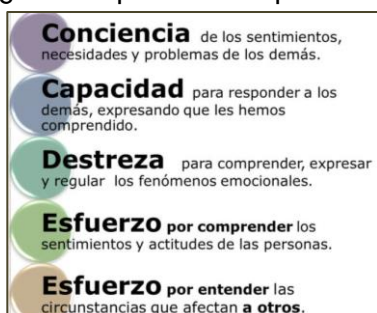 Conciencia de los sentimientos,
necesidades y problemas de los demás.
Capacidad para responder a los
demás, expresando que les hemos
comprendido.
Destreza para comprender, expresar
y regular los fenómenos emocionales.
Esfuerzo por comprender los
sentimientos y actitudes de las personas.
Esfuerzo por entender las
circunstancias que afectan a otros.